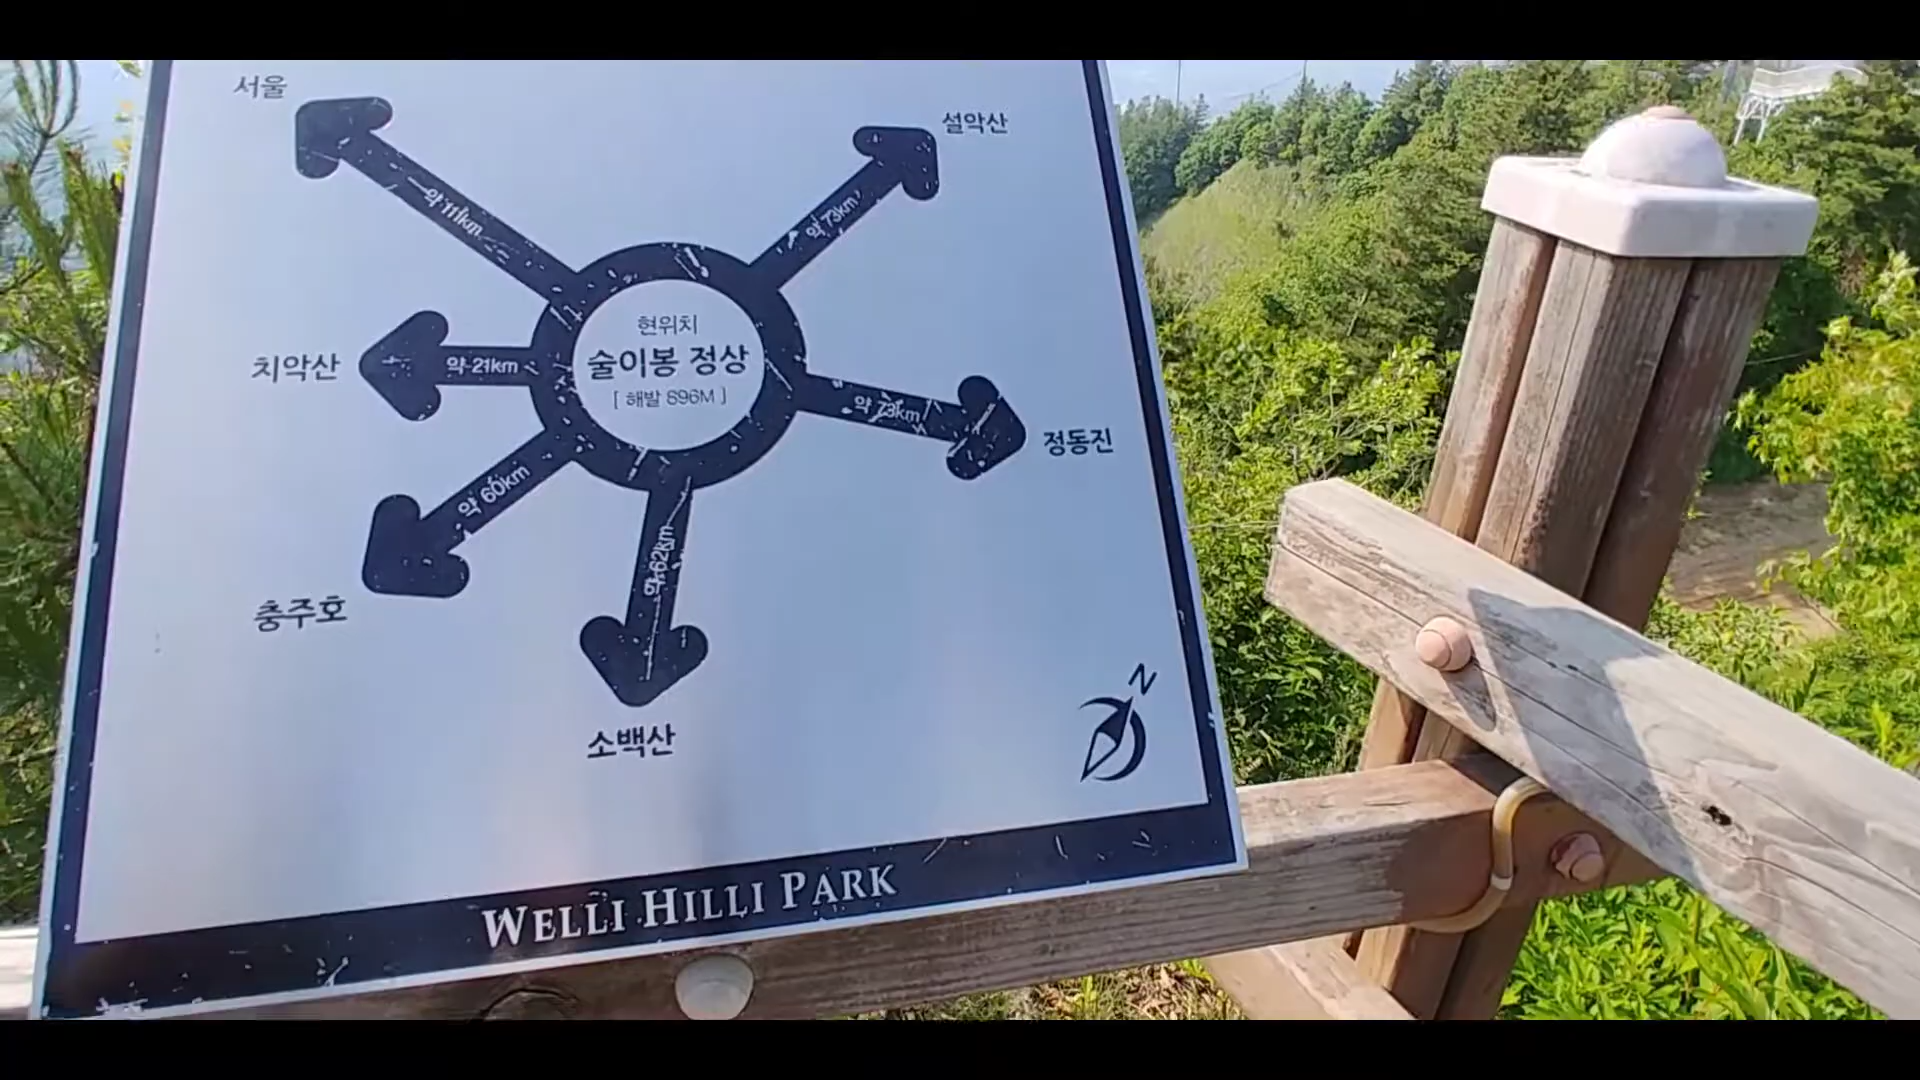 서울
설악산
약 111km
약 73km
현위치
술이봉 정상
[ 해발 896M ]
치악산
약 21km
약 73km
정동진
약 60km
약 62km
충주호
소백산
N
WELLI HILLI PARK